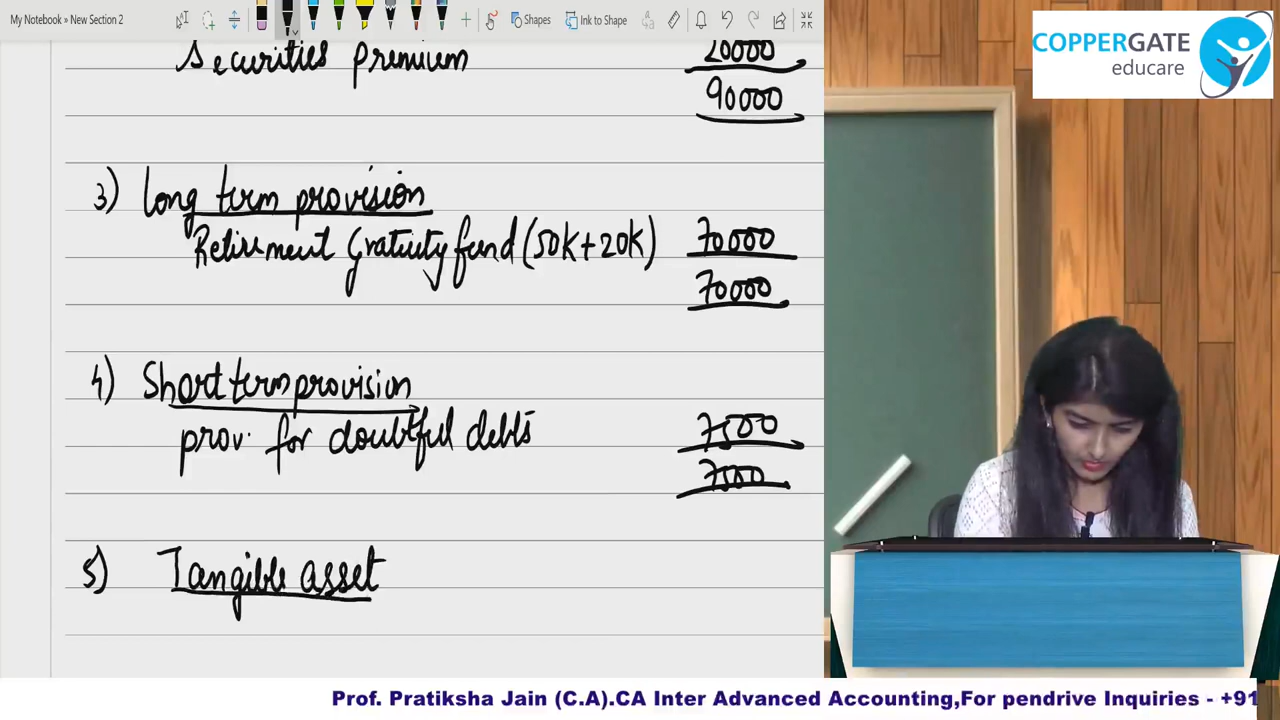 My Notebook » New Section 2
Shapes
Ink to Shape
COPPERGATE
educare
Securities premium 20000
90000
3) Long term provision
Retirement Gratuity fund (50K+20K) 70000
70000
4) Short term provision
prov. for doubtful debts 7500
7500
5) Tangible asset
Prof. Pratiksha Jain (C.A).CA Inter Advanced Accounting,For pendrive Inquiries - +91